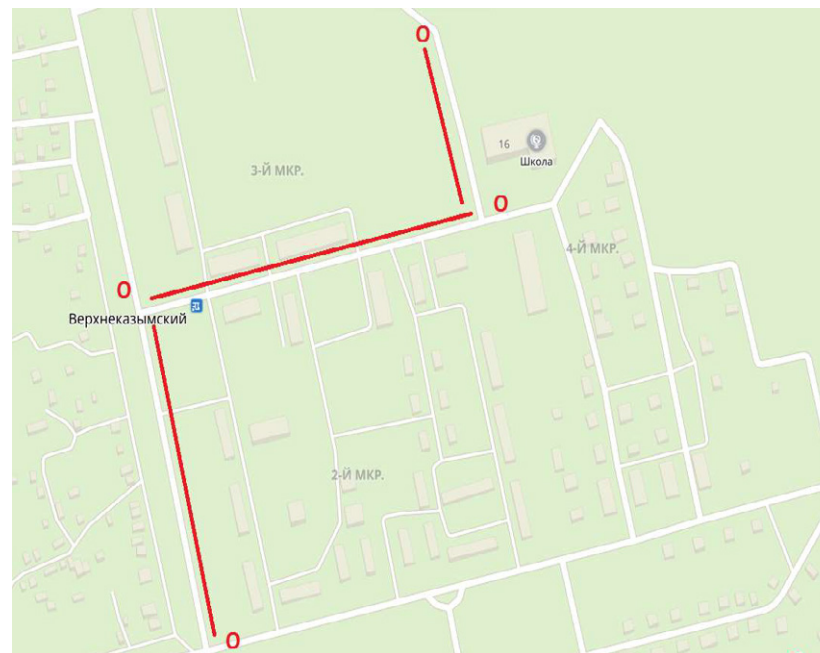 О
16
Школа
3-Й МКР.
О
4-Й МКР.
О
Верхнеказымский
2-Й МКР.
О